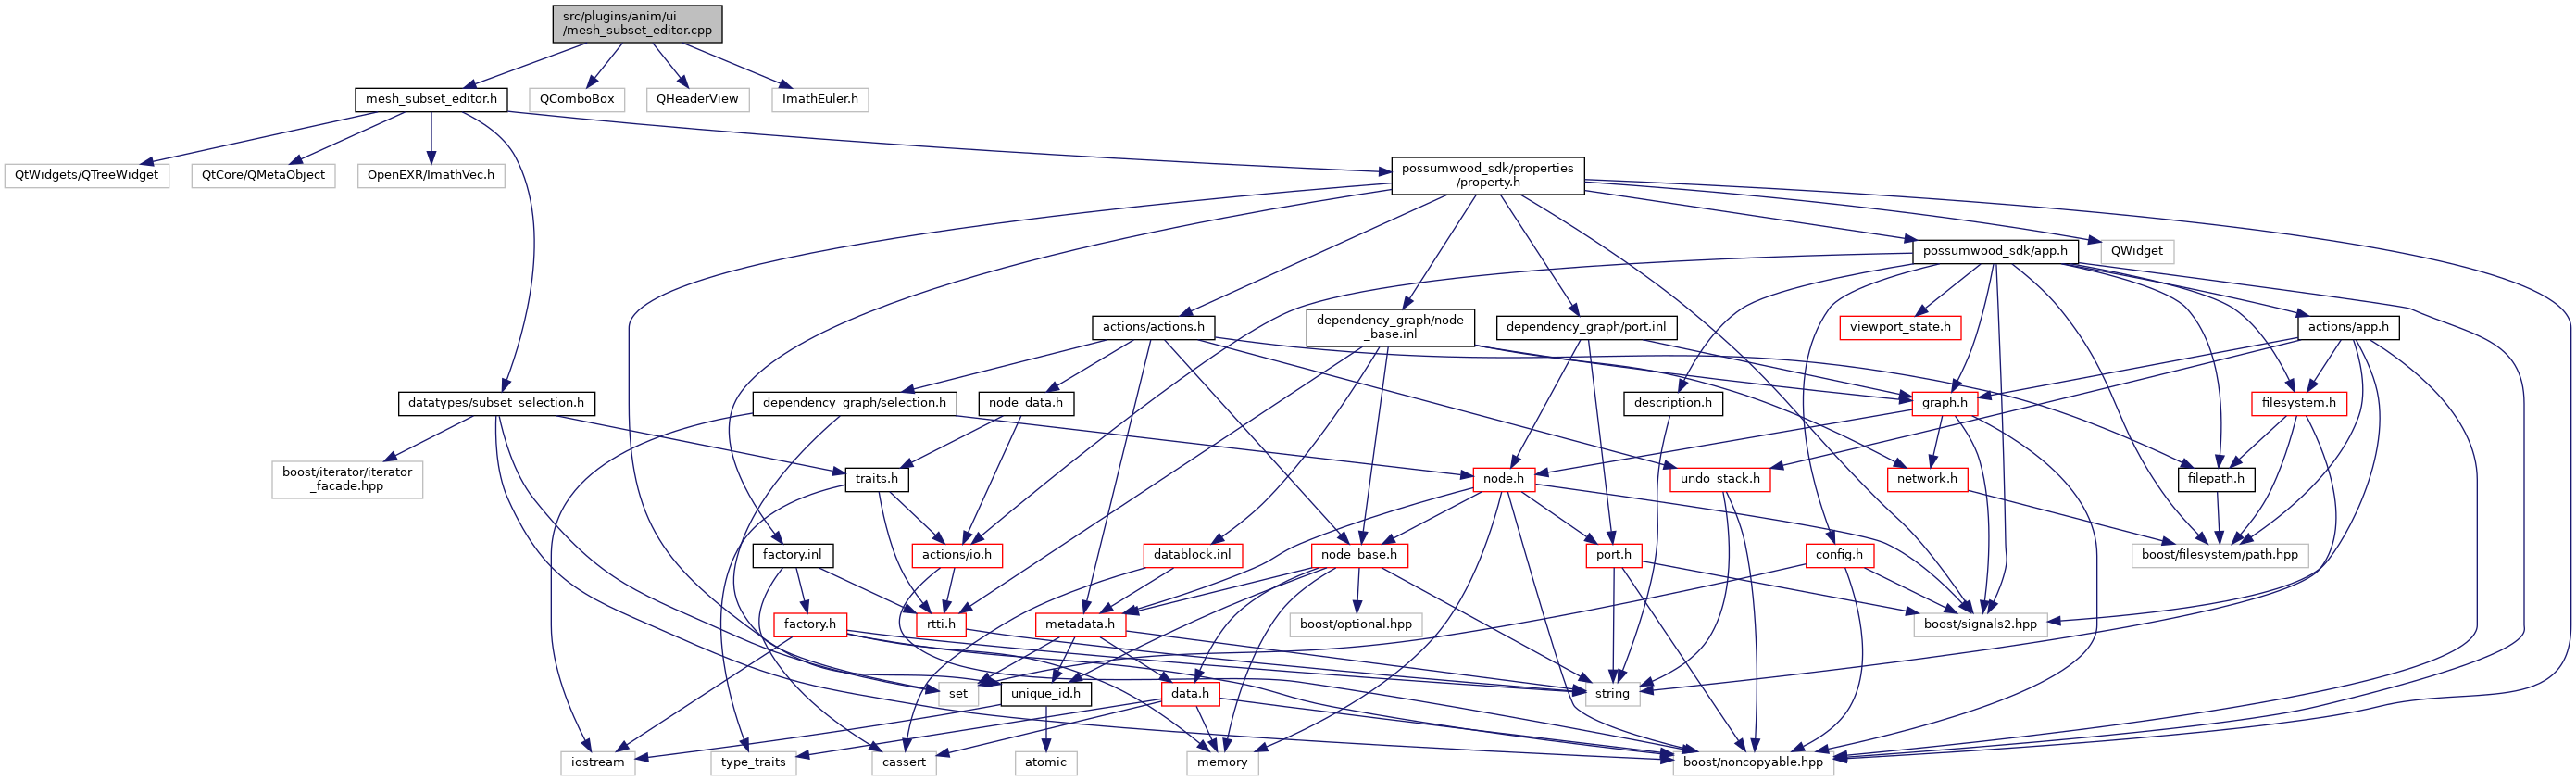 src/plugins/anim/ui
/mesh_subset_editor.cpp
mesh_subset_editor.h
QComboBox
QHeaderView
ImathEuler.h
QtWidgets/QTreeWidget
QtCore/QMetaObject
OpenEXR/ImathVec.h
possumwood_sdk/properties
/property.h
possumwood_sdk/app.h
QWidget
actions/actions.h
dependency_graph/node
_base.inl
dependency_graph/port.inl
viewport_state.h
actions/app.h
datatypes/subset_selection.h
dependency_graph/selection.h
node_data.h
description.h
graph.h
filesystem.h
boost/iterator/iterator
_facade.hpp
traits.h
node.h
undo_stack.h
network.h
filepath.h
factory.inl
actions/io.h
datablock.inl
node_base.h
port.h
config.h
boost/filesystem/path.hpp
factory.h
rtti.h
metadata.h
boost/optional.hpp
boost/signals2.hpp
set
unique_id.h
data.h
string
iostream
type_traits
cassert
atomic
memory
boost/noncopyable.hpp